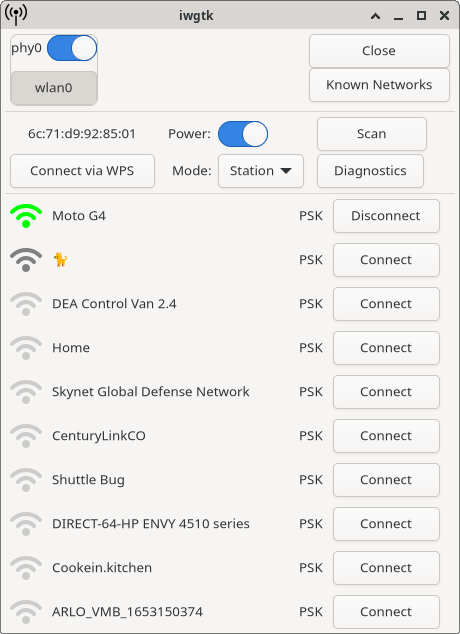 iwgtk
phy0
Close
wlan0
Known Networks
6c:71:d9:92:85:01 Power: Scan
Connect via WPS Mode: Station Diagnostics
Moto G4 PSK Disconnect
🐈 PSK Connect
DEA Control Van 2.4 PSK Connect
Home PSK Connect
Skynet Global Defense Network PSK Connect
CenturyLinkCO PSK Connect
Shuttle Bug PSK Connect
DIRECT-64-HP ENVY 4510 series PSK Connect
Cookein.kitchen PSK Connect
ARLO_VMB_1653150374 PSK Connect